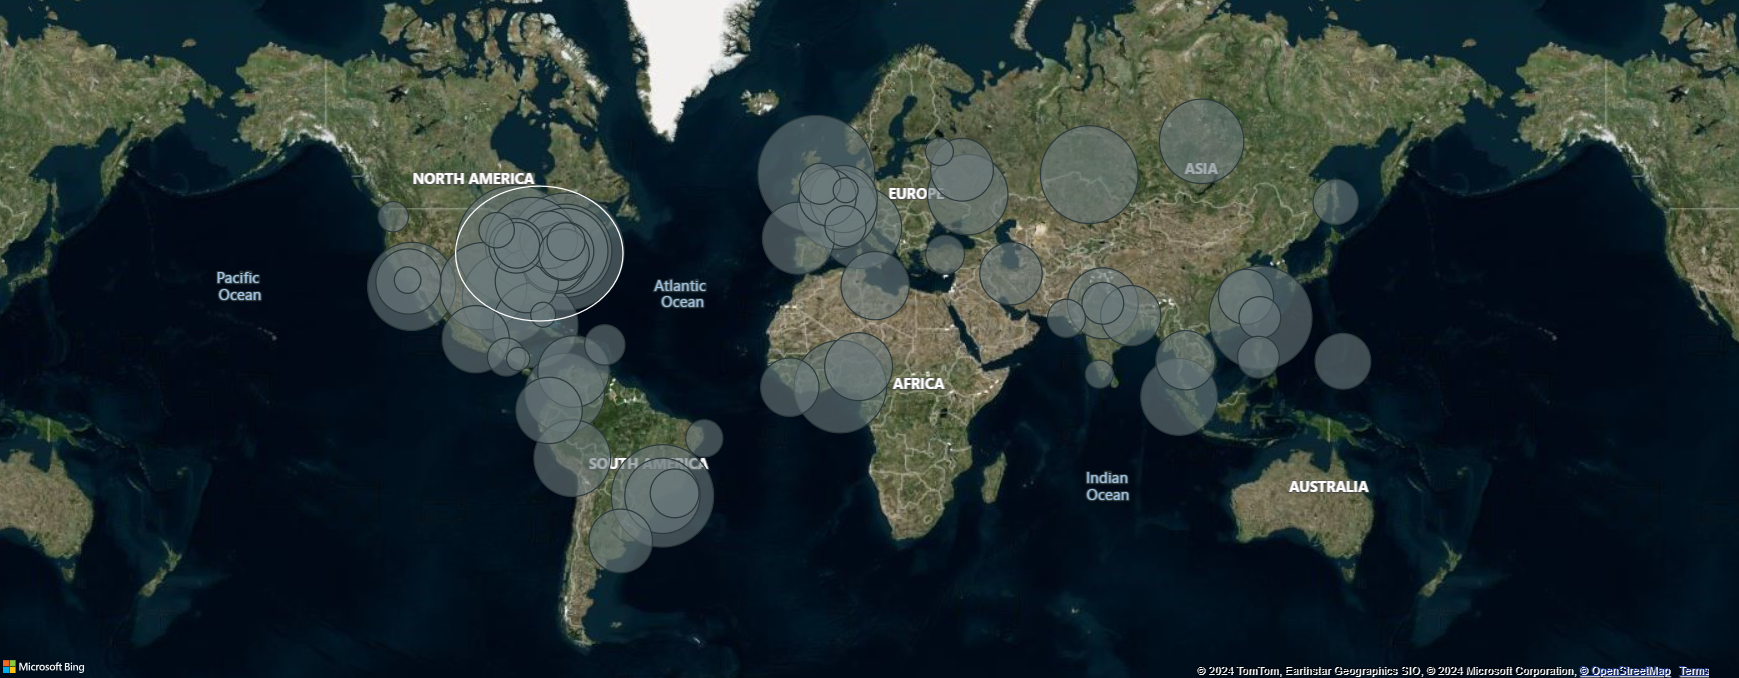 NORTH AMERICA
ASIA
EUROPE
Pacific
Ocean
Atlantic
Ocean
AFRICA
SOUTH AMERICA
Indian
Ocean
AUSTRALIA
Microsoft Bing
© 2024 TomTom, Earthstar Geographics SIO, © 2024 Microsoft Corporation, © OpenStreetMap Terms